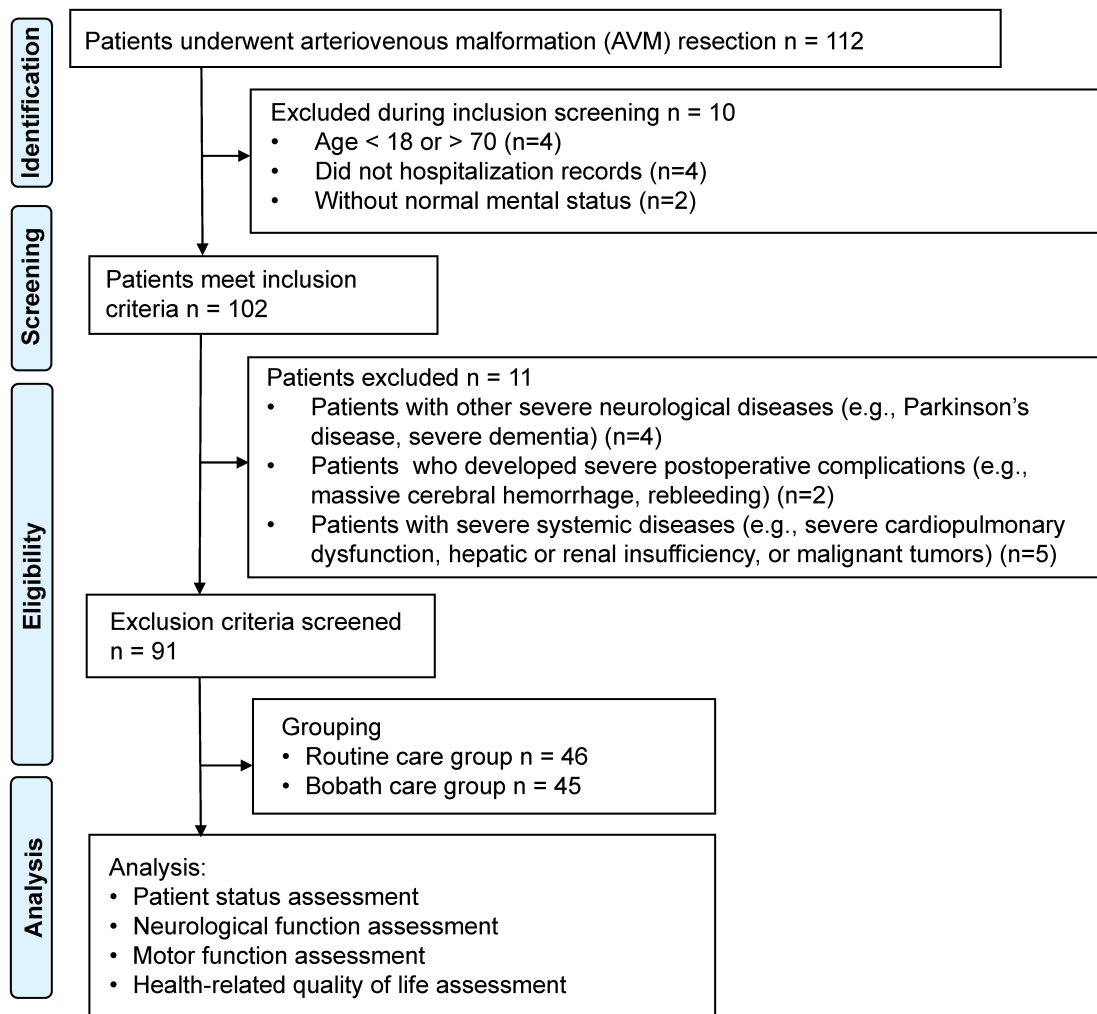 Identification
Patients underwent arteriovenous malformation (AVM) resection n = 112
Excluded during inclusion screening n = 10
• Age < 18 or > 70 (n=4)
• Did not hospitalization records (n=4)
• Without normal mental status (n=2)
Screening
Patients meet inclusion
criteria n = 102
Eligibility
Patients excluded n = 11
• Patients with other severe neurological diseases (e.g., Parkinson's
disease, severe dementia) (n=4)
• Patients who developed severe postoperative complications (e.g.,
massive cerebral hemorrhage, rebleeding) (n=2)
• Patients with severe systemic diseases (e.g., severe cardiopulmonary
dysfunction, hepatic or renal insufficiency, or malignant tumors) (n=5)
Exclusion criteria screened
n = 91
Grouping
• Routine care group n = 46
• Bobath care group n = 45
Analysis
Analysis:
• Patient status assessment
• Neurological function assessment
• Motor function assessment
• Health-related quality of life assessment